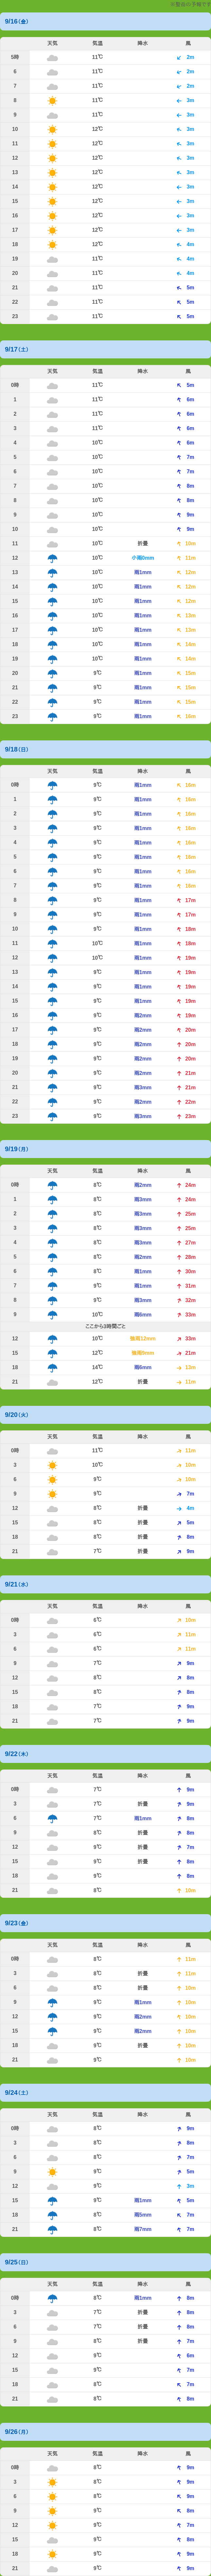 9/16(金)
天気 気温 降水 風
5時 11℃ 2m
6 11℃ 2m
7 11℃ 2m
8 11℃ 3m
9 11℃ 3m
10 12℃ 3m
11 12℃ 3m
12 12℃ 3m
13 12℃ 3m
14 12℃ 3m
15 12℃ 3m
16 12℃ 3m
17 12℃ 3m
18 12℃ 4m
19 11℃ 4m
20 11℃ 4m
21 11℃ 5m
22 11℃ 5m
23 11℃ 5m
9/17(土)
天気 気温 降水 風
0時 11℃ 5m
1 11℃ 6m
2 11℃ 6m
3 11℃ 6m
4 10℃ 6m
5 10℃ 7m
6 10℃ 7m
7 10℃ 8m
8 10℃ 8m
9 10℃ 9m
10 10℃ 9m
11 10℃ 折畳 10m
12 10℃ 小雨0mm 11m
13 10℃ 雨1mm 12m
14 10℃ 雨1mm 12m
15 10℃ 雨1mm 12m
16 10℃ 雨1mm 13m
17 10℃ 雨1mm 13m
18 10℃ 雨1mm 14m
19 10℃ 雨1mm 14m
20 9℃ 雨1mm 15m
21 9℃ 雨1mm 15m
22 9℃ 雨1mm 15m
23 9℃ 雨1mm 16m
9/18(日)
天気 気温 降水 風
0時 9℃ 雨1mm 16m
1 9℃ 雨1mm 16m
2 9℃ 雨1mm 16m
3 9℃ 雨1mm 16m
4 9℃ 雨1mm 16m
5 9℃ 雨1mm 16m
6 9℃ 雨1mm 16m
7 9℃ 雨1mm 16m
8 9℃ 雨1mm 17m
9 9℃ 雨1mm 17m
10 9℃ 雨1mm 18m
11 10℃ 雨1mm 18m
12 10℃ 雨1mm 19m
13 9℃ 雨1mm 19m
14 9℃ 雨1mm 19m
15 9℃ 雨1mm 19m
16 9℃ 雨2mm 19m
17 9℃ 雨2mm 20m
18 9℃ 雨2mm 20m
19 9℃ 雨2mm 20m
20 9℃ 雨2mm 21m
21 9℃ 雨3mm 21m
22 9℃ 雨2mm 22m
23 9℃ 雨3mm 23m
9/19(月)
天気 気温 降水 風
0時 8℃ 雨2mm 24m
1 8℃ 雨3mm 24m
2 8℃ 雨3mm 25m
3 8℃ 雨3mm 25m
4 8℃ 雨3mm 27m
5 8℃ 雨2mm 28m
6 8℃ 雨1mm 30m
7 9℃ 雨1mm 31m
8 9℃ 雨3mm 32m
9 10℃ 雨6mm 33m
ここから3時間ごと
12 10℃ 12mm 33m
15 12℃ 21m
18 14℃ 雨6mm 13m
21 12℃ 折畳 11m
9/20(火)
天気 気温 降水 風
0時 11℃ 11m
3 10℃ 10m
6 9℃ 10m
9 9℃ 7m
12 8℃ 折畳 4m
15 8℃ 折畳 5m
18 8℃ 折畳 8m
21 7℃ 折畳 9m
9/21(水)
天気 気温 降水 風
0時 6℃ 10m
3 6℃ 11m
6 6℃ 11m
9 7℃ 9m
12 8℃ 8m
15 8℃ 8m
18 7℃ 9m
21 7℃ 9m
9/22(木)
天気 気温 降水 風
0時 7℃ 9m
3 7℃ 折畳 9m
6 7℃ 雨1mm 8m
9 8℃ 折畳 8m
12 9℃ 折畳 7m
15 9℃ 折畳 8m
18 9℃ 8m
21 8℃ 10m
9/23(金)
天気 気温 降水 風
0時 8℃ 11m
3 8℃ 折畳 11m
6 8℃ 折畳 10m
9 8℃ 雨1mm 10m
12 9℃ 雨2mm 10m
15 9℃ 雨2mm 10m
18 9℃ 折畳 10m
21 9℃ 10m
9/24(土)
天気 気温 降水 風
0時 8℃ 9m
3 8℃ 8m
6 8℃ 7m
9 9℃ 5m
12 9℃ 3m
15 9℃ 雨1mm 5m
18 8℃ 雨5mm 7m
21 8℃ 雨7mm 7m
9/25(日)
天気 気温 降水 風
0時 8℃ 雨1mm 8m
3 7℃ 折畳 8m
6 7℃ 折畳 8m
9 8℃ 折畳 7m
12 9℃ 6m
15 9℃ 7m
18 8℃ 7m
21 8℃ 8m
9/26(月)
天気 気温 降水 風
0時 8℃ 9m
3 8℃ 9m
6 8℃ 9m
9 9℃ 8m
12 9℃ 7m
15 9℃ 8m
18 9℃ 9m
21 9℃ 9m